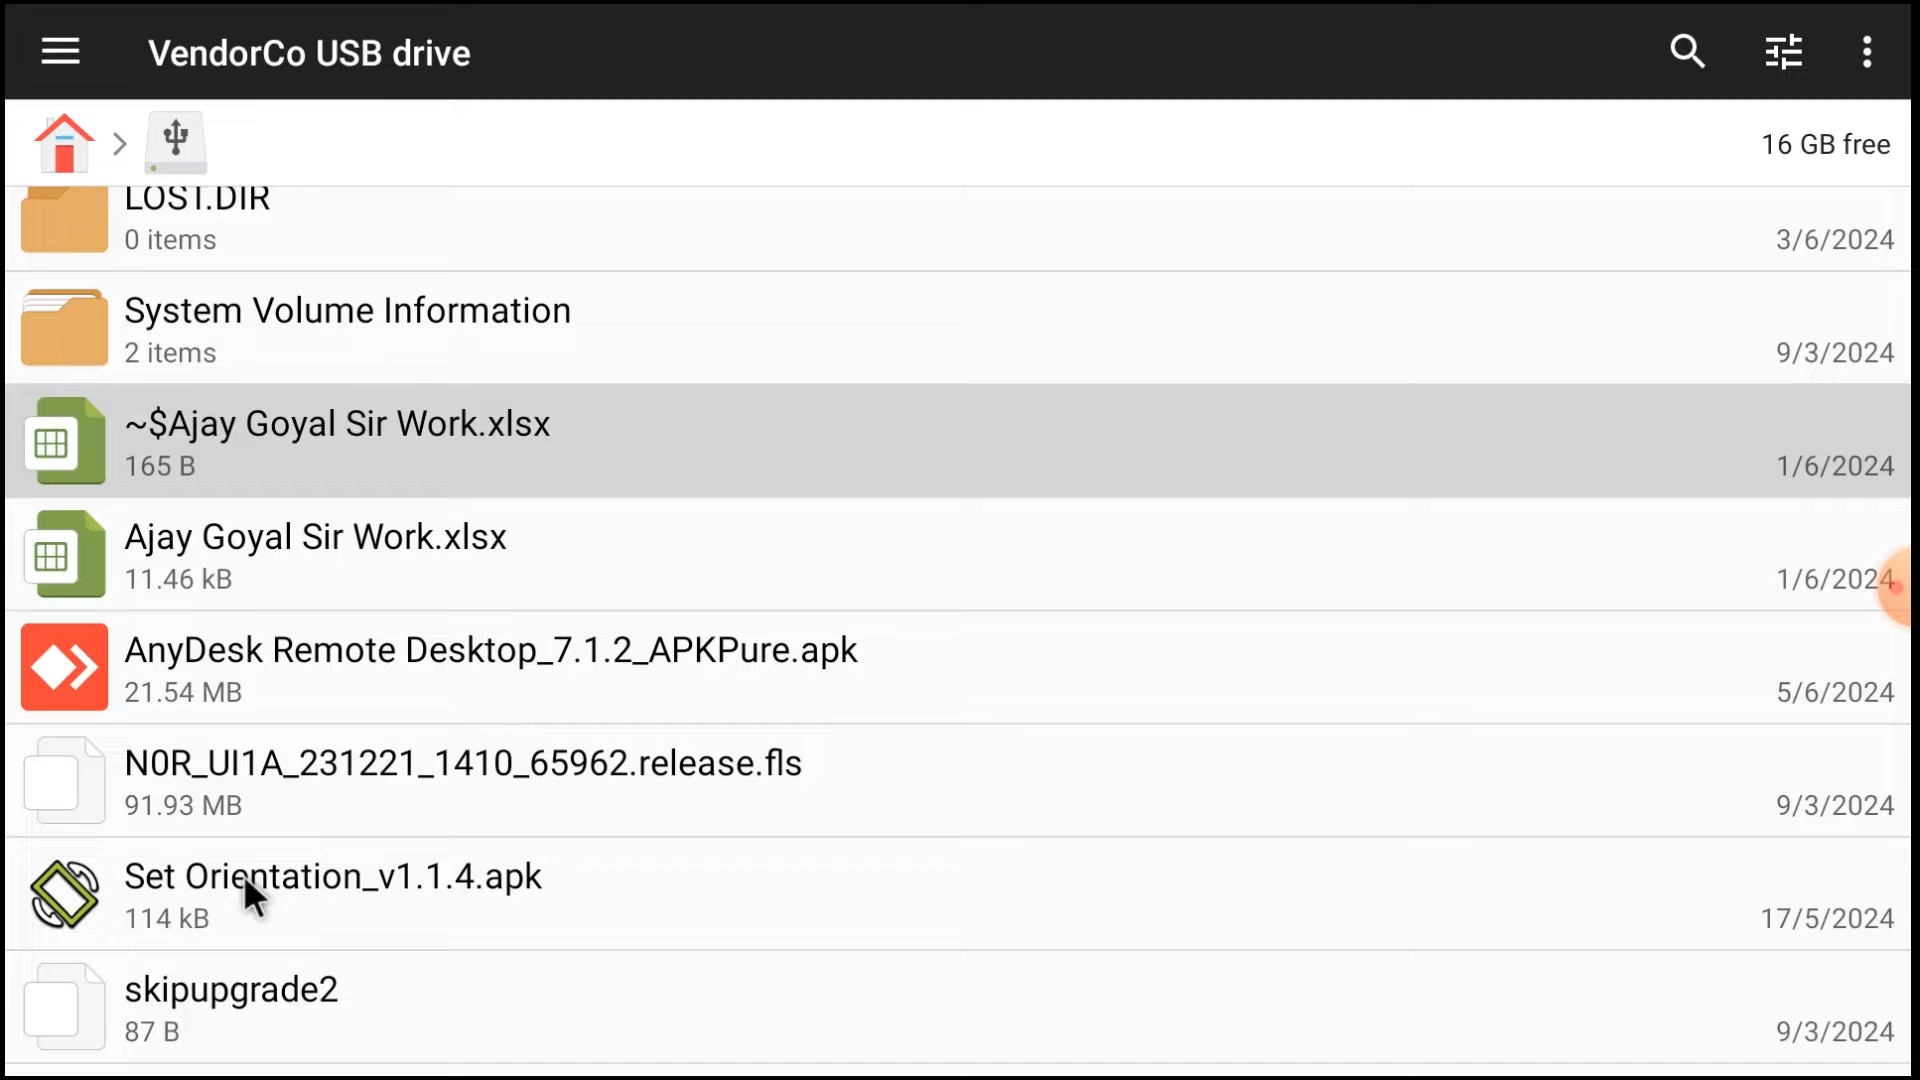 VendorCo USB drive
16 GB free
LOST.DIR
0 items
3/6/2024
System Volume Information
2 items
9/3/2024
~$Ajay Goyal Sir Work.xlsx
165 B
1/6/2024
Ajay Goyal Sir Work.xlsx
11.46 kB
1/6/2024
AnyDesk Remote Desktop_7.1.2_APKPure.apk
21.54 MB
5/6/2024
N0R_UI1A_231221_1410_65962.release.fls
91.93 MB
9/3/2024
Set Orientation_v1.1.4.apk
114 kB
17/5/2024
skipupgrade2
87 B
9/3/2024